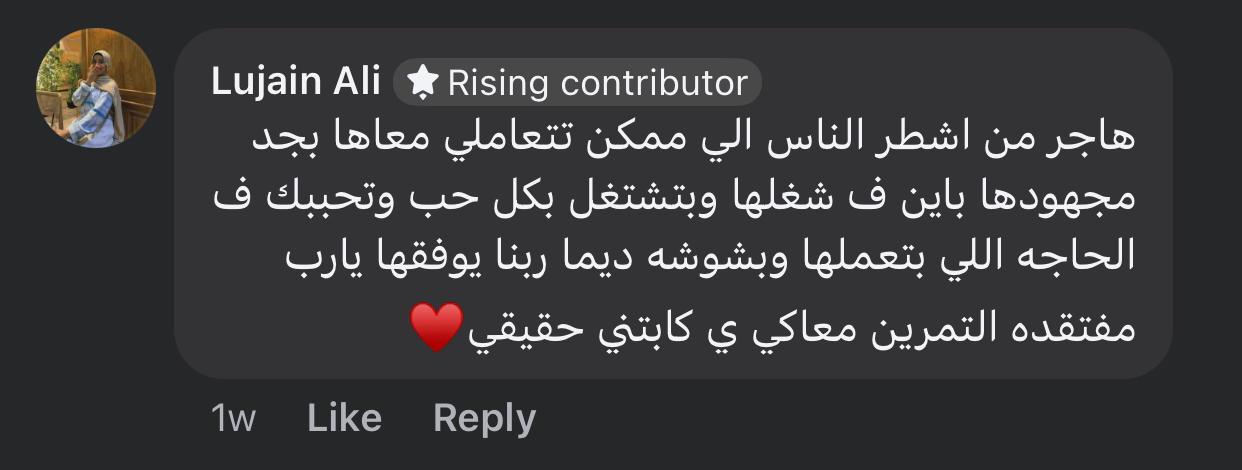 Lujain Ali Rising contributor
هاجر من اشطر الناس الي ممكن تتعاملي معاها بجد
مجهودها باين ف شغلها وبتشتغل بكل حب وتحببك ف
الحاجه اللي بتعملها وبشوشه ديما ربنا يوفقها يارب
مفتقده التمرين معاكي ي كابتني حقيقي♥️
1w Like Reply